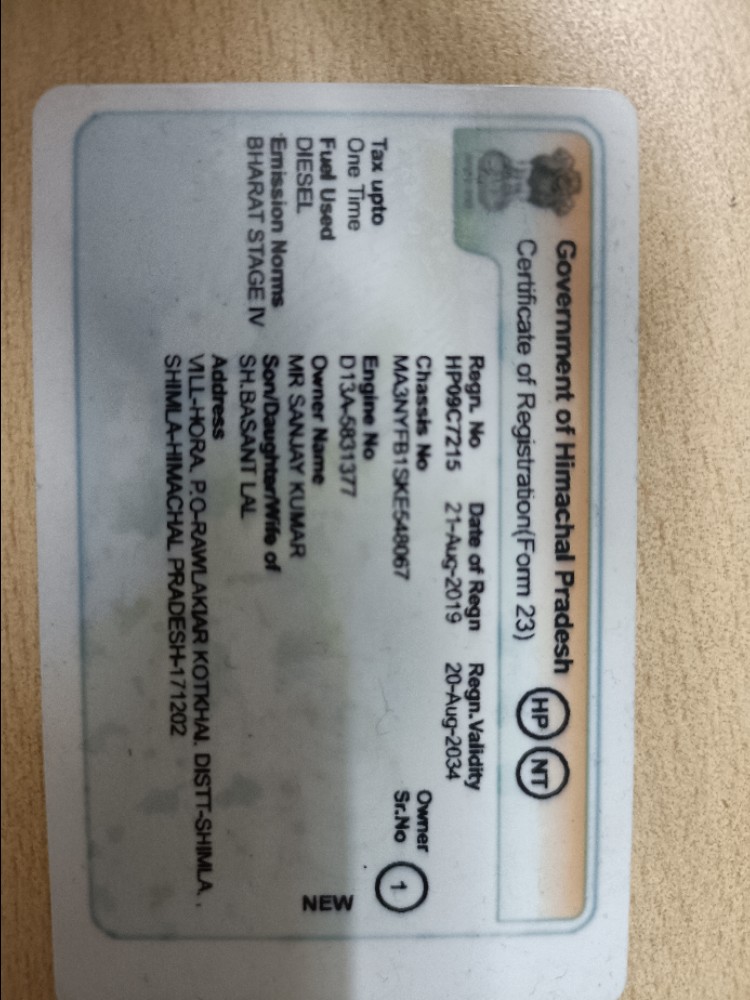 Government of Himachal Pradesh
Certificate of Registration(Form 23)
HP NT
Regn. No Date of Regn Regn.Validity
HP09C7215 21-Aug-2019 20-Aug-2034
Chassis No
MA3NYFB1SKE548067
Owner
Sr.No 1
Tax upto
One Time
Fuel Used
DIESEL
Emission Norms
BHARAT STAGE IV
Engine No
D13A-5831377
Owner Name
MR SANJAY KUMAR
Son/Daughter/Wife of
SH.BASANT LAL
Address
VILL-HORA, P.O-RAWLAKIAR KOTKHAI, DISTT-SHIMLA, ,
SHIMLA-HIMACHAL PRADESH-171202
NEW